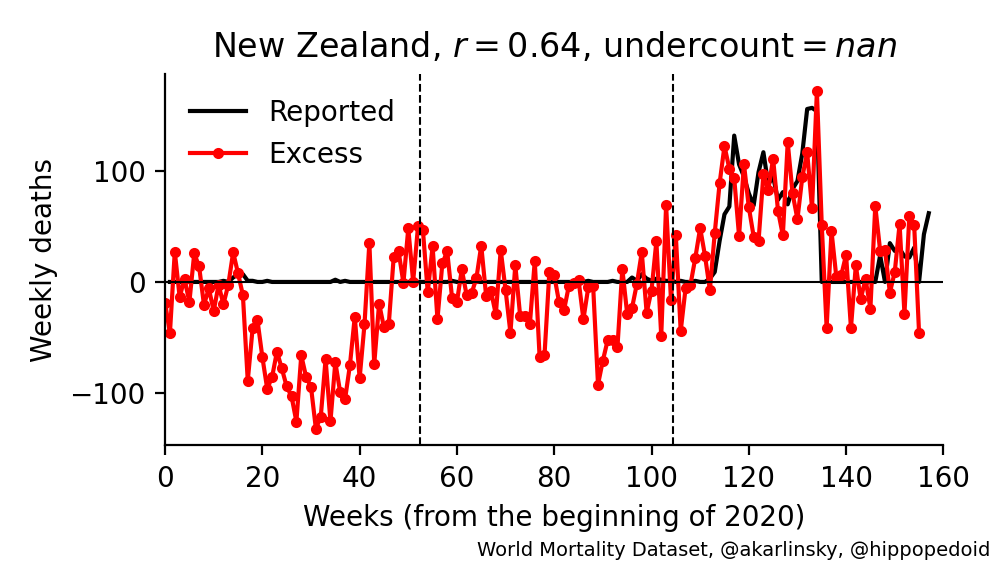 New Zealand, r = 0.64, undercount = nan
Reported
Excess
Weekly deaths
100
0
−100
0 20 40 60 80 100 120 140 160
Weeks (from the beginning of 2020)
World Mortality Dataset, @akarlinsky, @hippopedoid